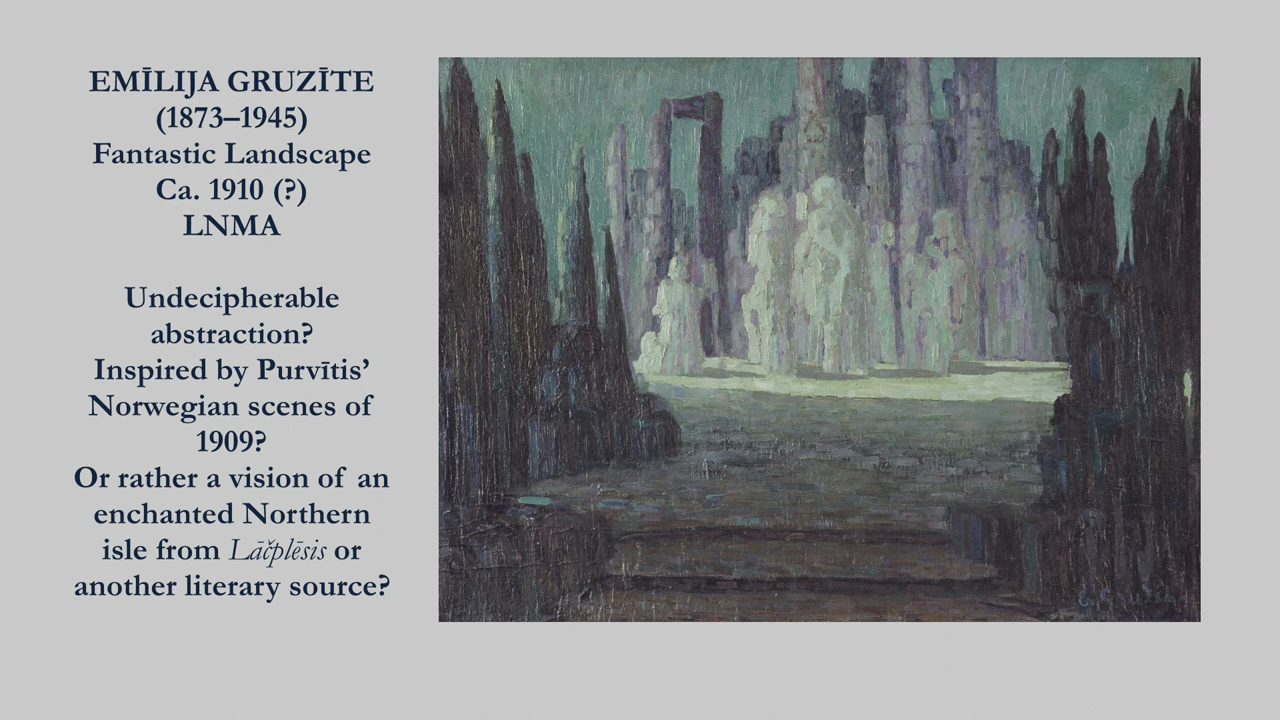 EMĪLIJA GRUZĪTE
(1873–1945)
Fantastic Landscape
Ca. 1910 (?)
LNMA
Undecipherable
abstraction?
Inspired by Purvītis’
Norwegian scenes of
1909?
Or rather a vision of an
enchanted Northern
isle from Lāčplēsis or
another literary source?